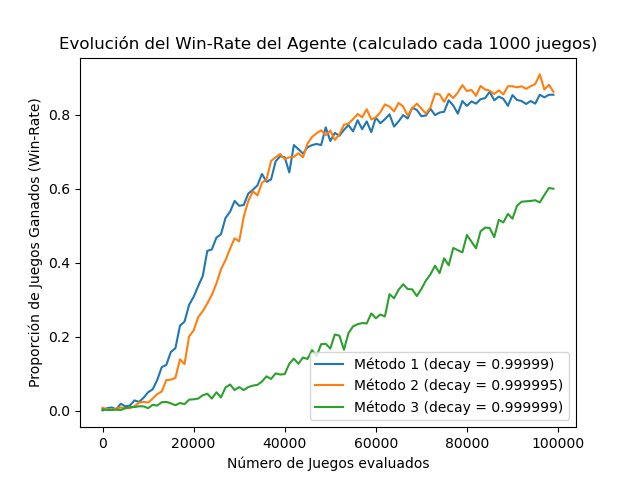 Evolución del Win-Rate del Agente (calculado cada 1000 juegos)
Proporción de Juegos Ganados (Win-Rate)
0.8
0.6
0.4
0.2
0.0
Método 1 (decay = 0.99999)
Método 2 (decay = 0.999995)
Método 3 (decay = 0.999999)
0 20000 40000 60000 80000 100000
Número de Juegos evaluados